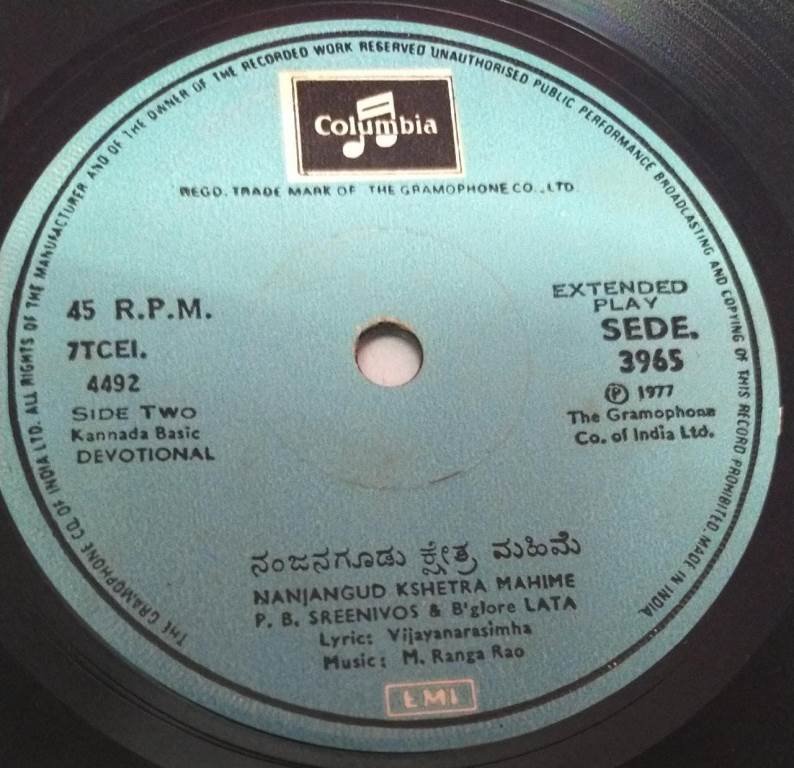 THE GRAMOPHONE CO. OF INDIA LTD. ALL RIGHTS OF THE MANUFACTURER AND OF THE OWNER OF THE RECORDED WORK RESERVED UNAUTHORISED PUBLIC PERFORMANCE BROADCASTING AND COPYING OF THIS RECORD PROHIBITED. MADE IN INDIA
Columbia
REGD. TRADE MARK OF THE GRAMOPHONE CO., LTD.
45 R.P.M.
7TCEI.
4492
SIDE TWO
Kannada Basic
DEVOTIONAL
EXTENDED
PLAY
SEDE.
3965
Ⓟ 1977
The Gramophone
Co. of India Ltd.
ನಂಜನಗೂಡು ಕ್ಷೇತ್ರ ಮಹಿಮೆ
NANJANGUD KSHETRA MAHIME
P. B. SREENIVOS & B'glore LATA
Lyric: Vijayanarasimha
Music: M. Ranga Rao
EMI